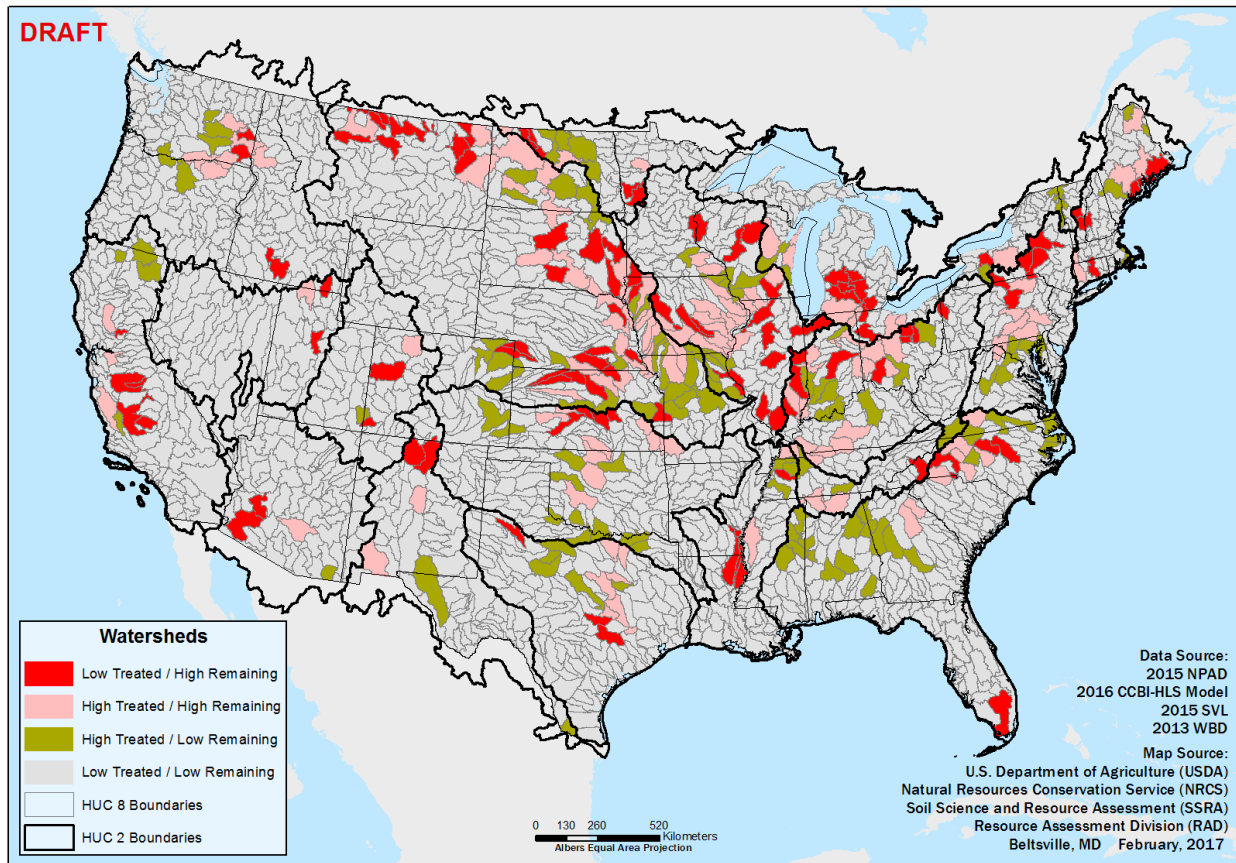 DRAFT
Watersheds
Low Treated / High Remaining
High Treated / High Remaining
High Treated / Low Remaining
Low Treated / Low Remaining
HUC 8 Boundaries
HUC 2 Boundaries
0 130 260 520
Kilometers
Albers Equal Area Projection
Data Source:
2015 NPAD
2016 CCBI-HLS Model
2015 SVL
2013 WBD
Map Source:
U.S. Department of Agriculture (USDA)
Natural Resources Conservation Service (NRCS)
Soil Science and Resource Assessment (SSRA)
Resource Assessment Division (RAD)
Beltsville, MD February, 2017